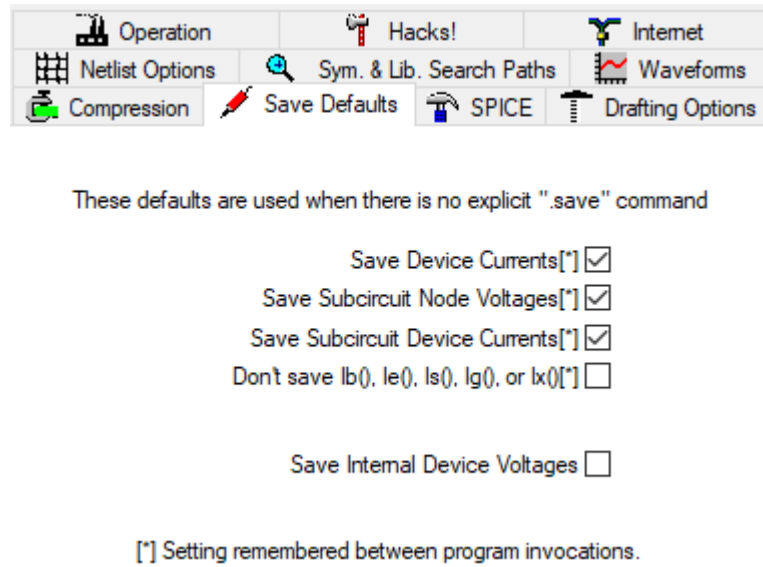 Operation Hacks! Internet
Netlist Options Sym. & Lib. Search Paths Waveforms
Compression Save Defaults SPICE Drafting Options
These defaults are used when there is no explicit ".save" command
Save Device Currents[*]
Save Subcircuit Node Voltages[*]
Save Subcircuit Device Currents[*]
Don't save Ib(), Ie(), Is(), Ig(), or Ix()[*]
Save Internal Device Voltages
[*] Setting remembered between program invocations.